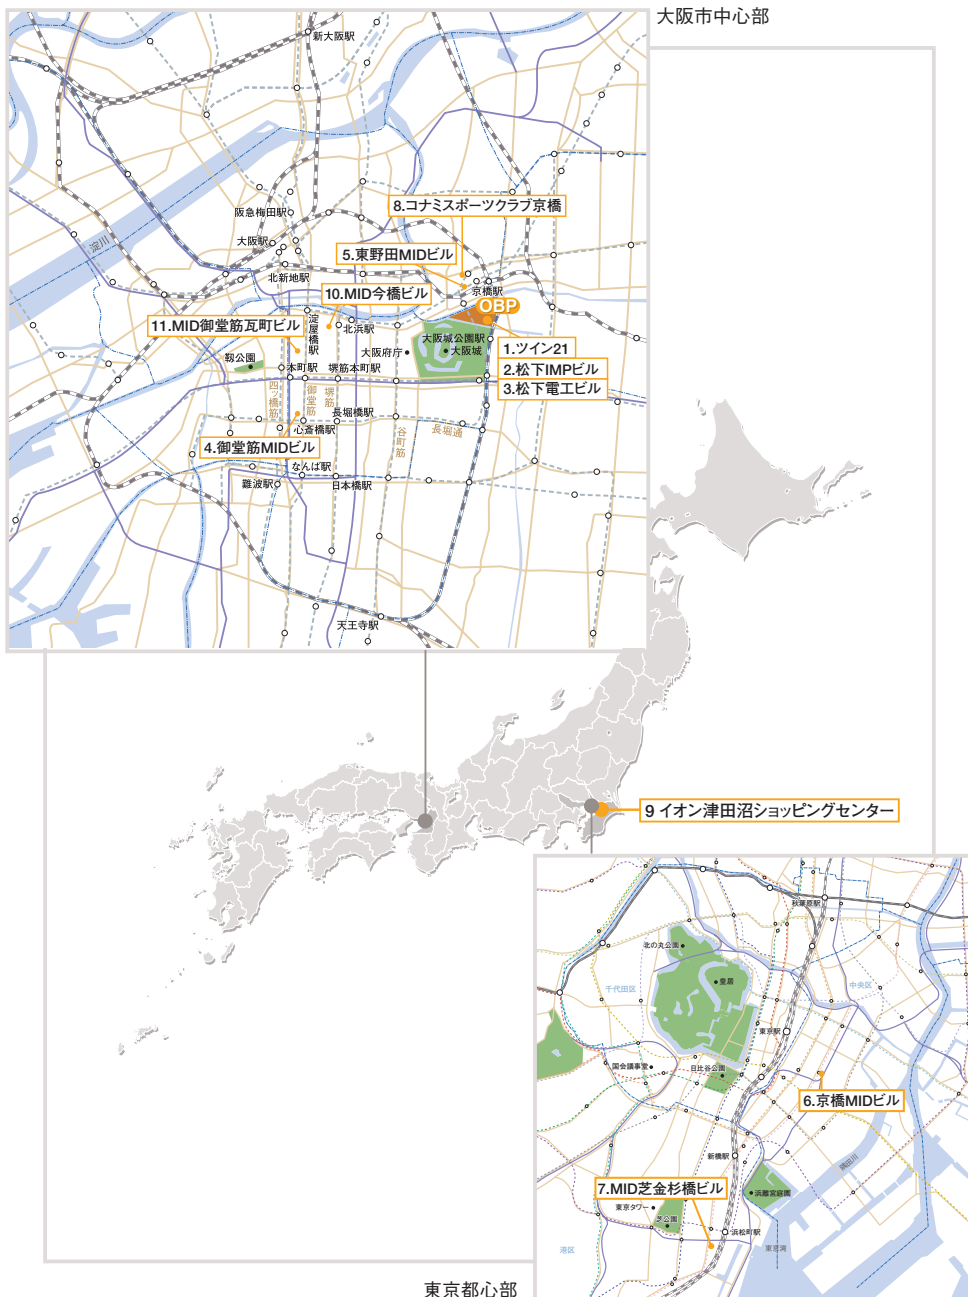 大阪市中心部
新大阪駅
淀川
阪急梅田駅
大阪駅
北新地駅
8.コナミスポーツクラブ京橋
5.東野田MIDビル
京橋駅
10.MID今橋ビル
OBP
11.MID御堂筋瓦町ビル
淀屋橋駅
北浜駅
大阪府庁
大阪城公園駅
大阪城
1.ツイン21
2.松下IMPビル
3.松下電工ビル
靱公園
本町駅
堺筋本町駅
四ツ橋筋
御堂筋
堺筋
長堀橋駅
心斎橋駅
谷町筋
長堀通
4.御堂筋MIDビル
なんば駅
難波駅
日本橋駅
天王寺駅
9 イオン津田沼ショッピングセンター
秋葉原駅
北の丸公園
皇居
千代田区
中央区
東京駅
国会議事堂
日比谷公園
6.京橋MIDビル
新橋駅
隅田川
7.MID芝金杉橋ビル
浜離宮庭園
東京タワー
芝公園
浜松町駅
港区
東京湾
東京都心部